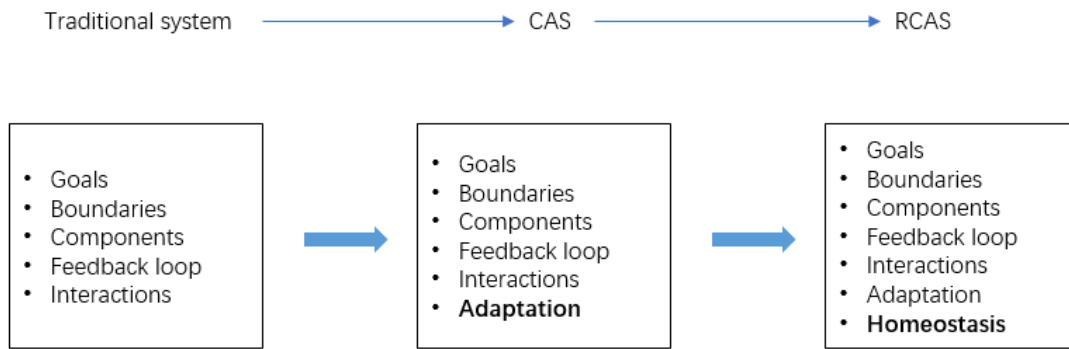 Traditional system
CAS
RCAS
• Goals
• Boundaries
• Components
• Feedback loop
• Interactions
• Goals
• Boundaries
• Components
• Feedback loop
• Interactions
• Adaptation
• Goals
• Boundaries
• Components
• Feedback loop
• Interactions
• Adaptation
• Homeostasis